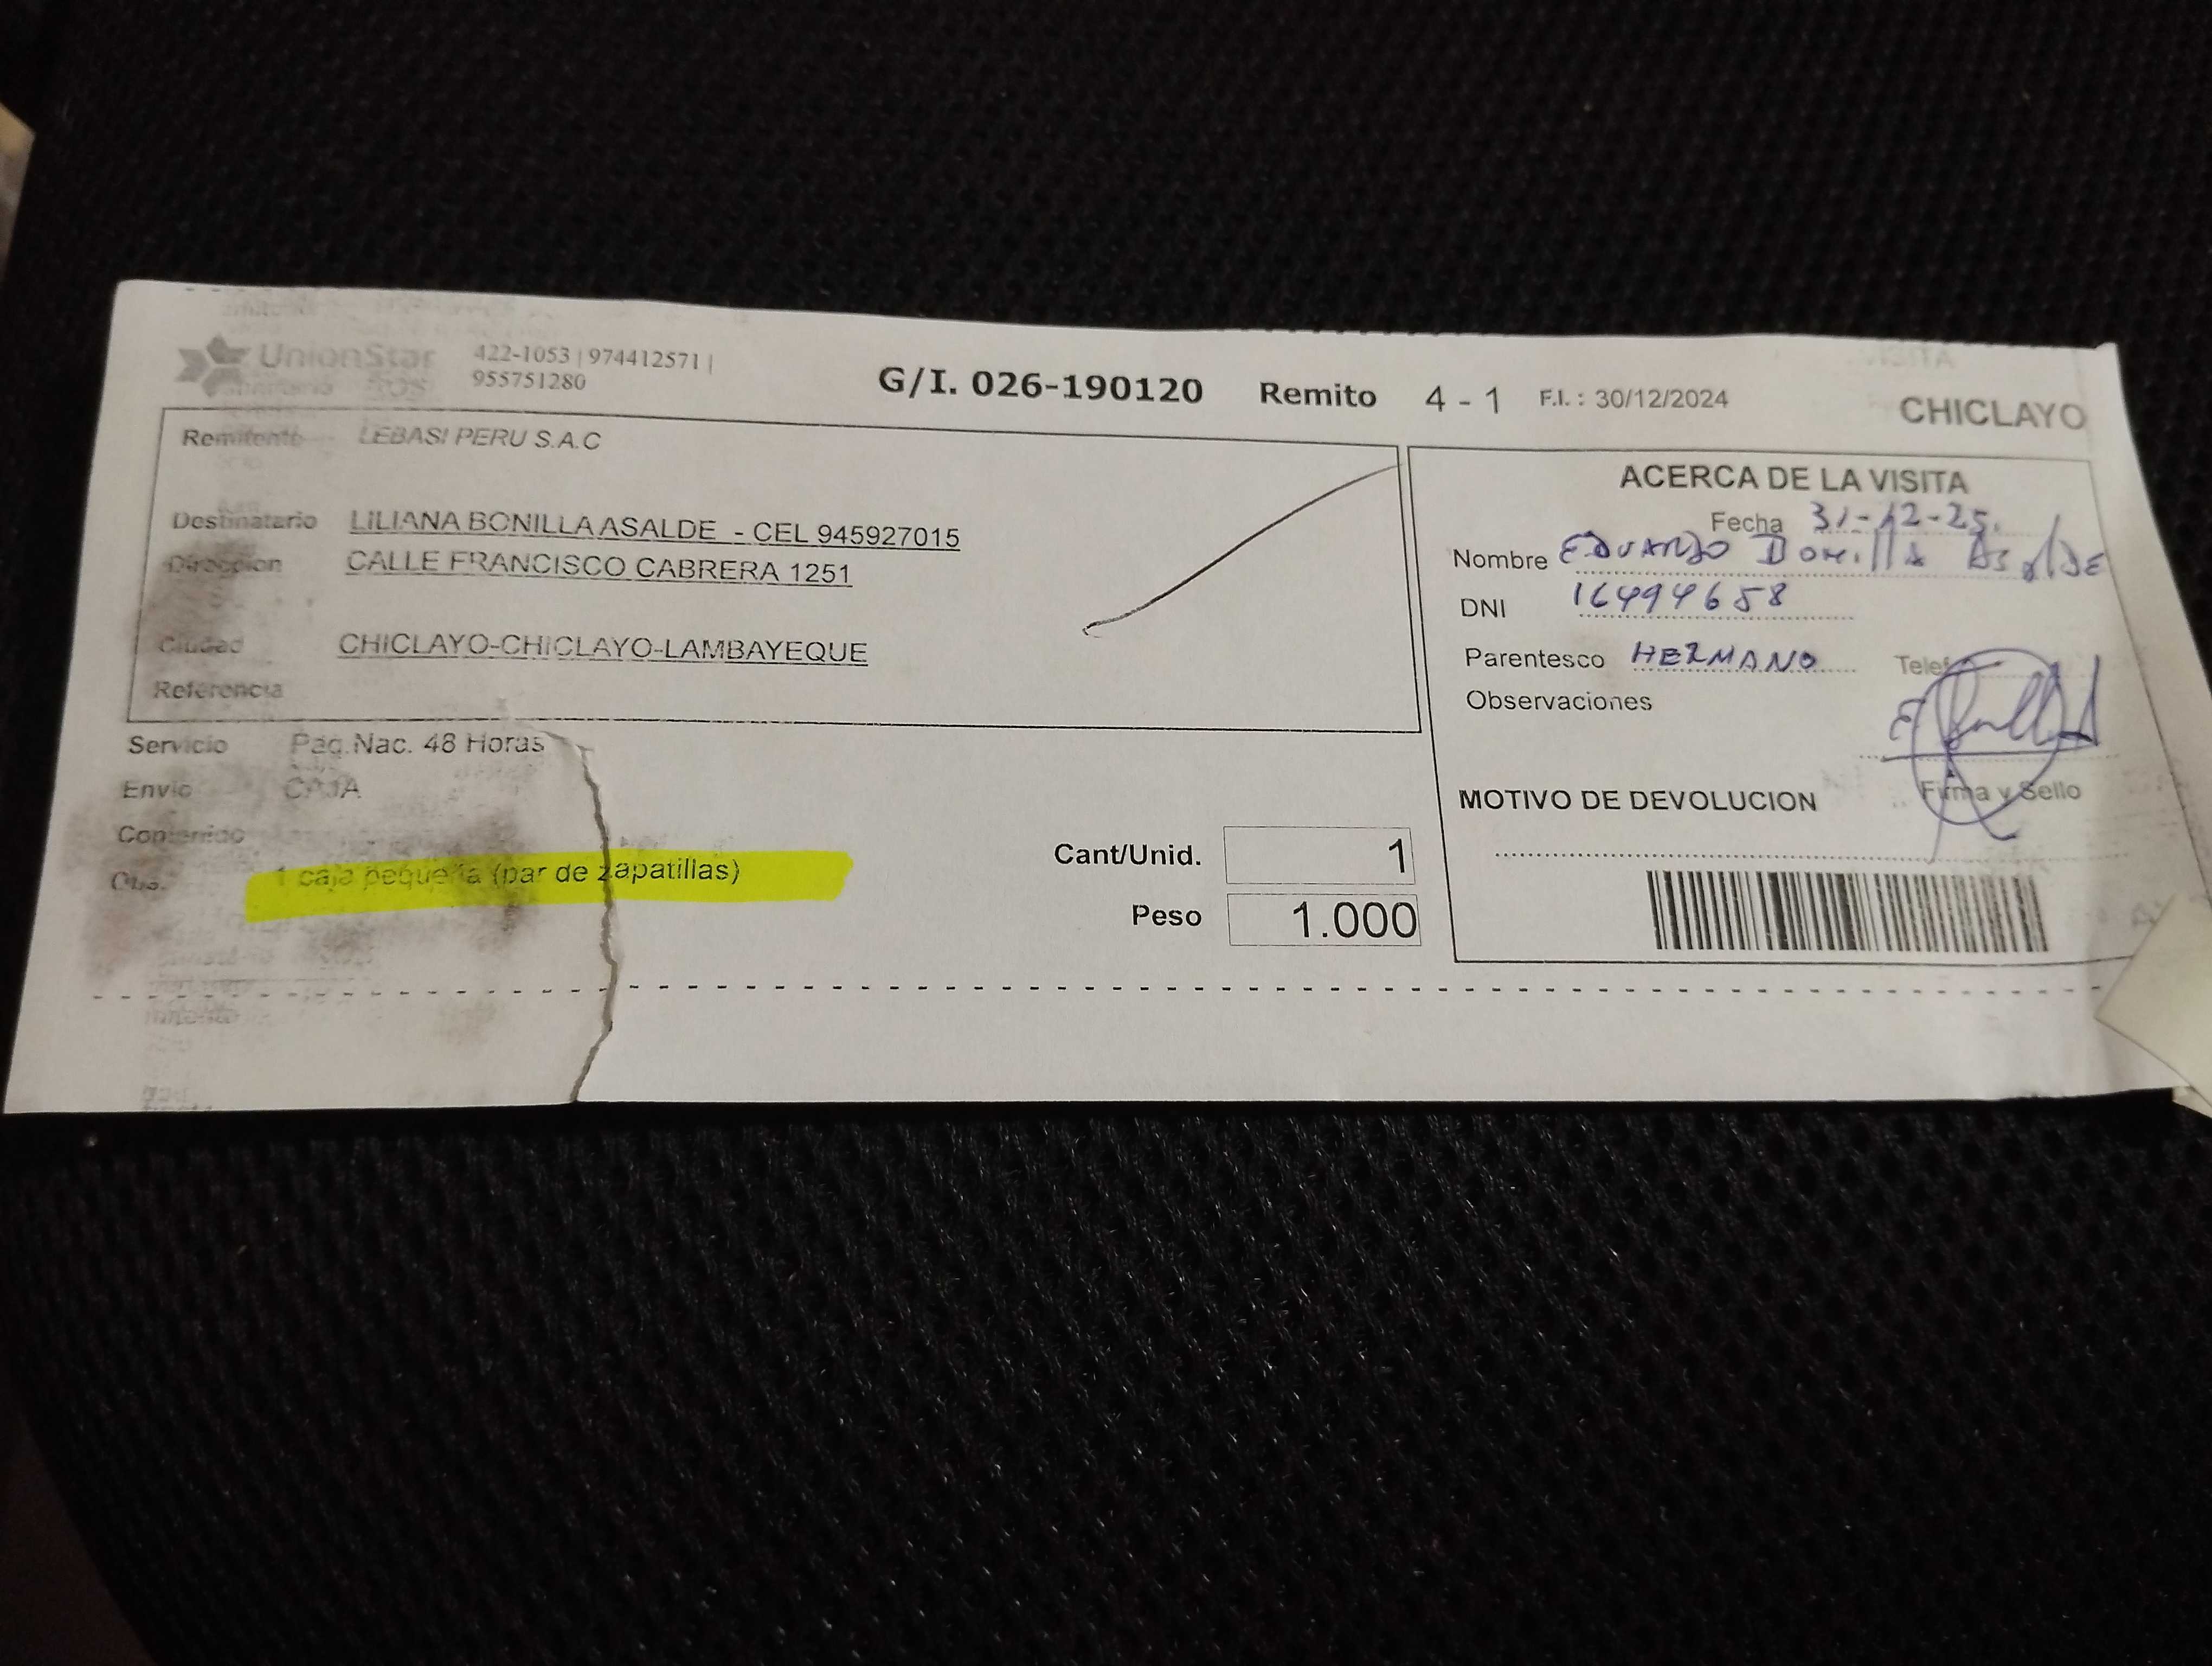 UnionStar
422-1053 | 974412571 |
955751280
G/I. 026-190120 Remito 4 - 1 F.I. : 30/12/2024
CHICLAYO
Remitente LEBASI PERU S.A.C
Destinatario LILIANA BONILLA ASALDE - CEL 945927015
Direccion CALLE FRANCISCO CABRERA 1251
Ciudad CHICLAYO-CHICLAYO-LAMBAYEQUE
Referencia
Servicio Paq.Nac. 48 Horas
Envio CAJA
Contenido
Obs. 1 caja pequeña (par de zapatillas)
Cant/Unid. 1
Peso 1.000
ACERCA DE LA VISITA
Fecha 31-12-25.
Nombre EDUARDO Bonilla Asalde
DNI 16494658
Parentesco HERMANO
Observaciones
Firma y Sello
MOTIVO DE DEVOLUCION